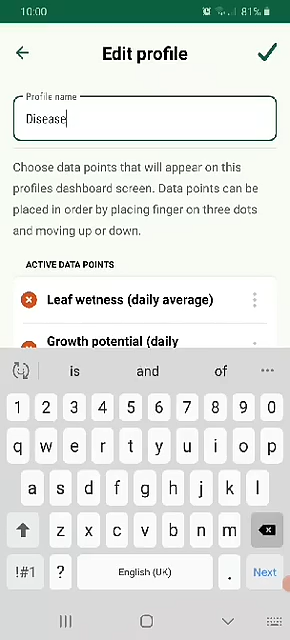 10:00
81%
Edit profile
Profile name
Disease
Choose data points that will appear on this
profiles dashboard screen. Data points can be
placed in order by placing finger on three dots
and moving up or down.
ACTIVE DATA POINTS
Leaf wetness (daily average)
Growth potential (daily
is and of
1 2 3 4 5 6 7 8 9 0
q w e r t y u i o p
a s d f g h j k l
z x c v b n m
!#1 ? English (UK) . Next